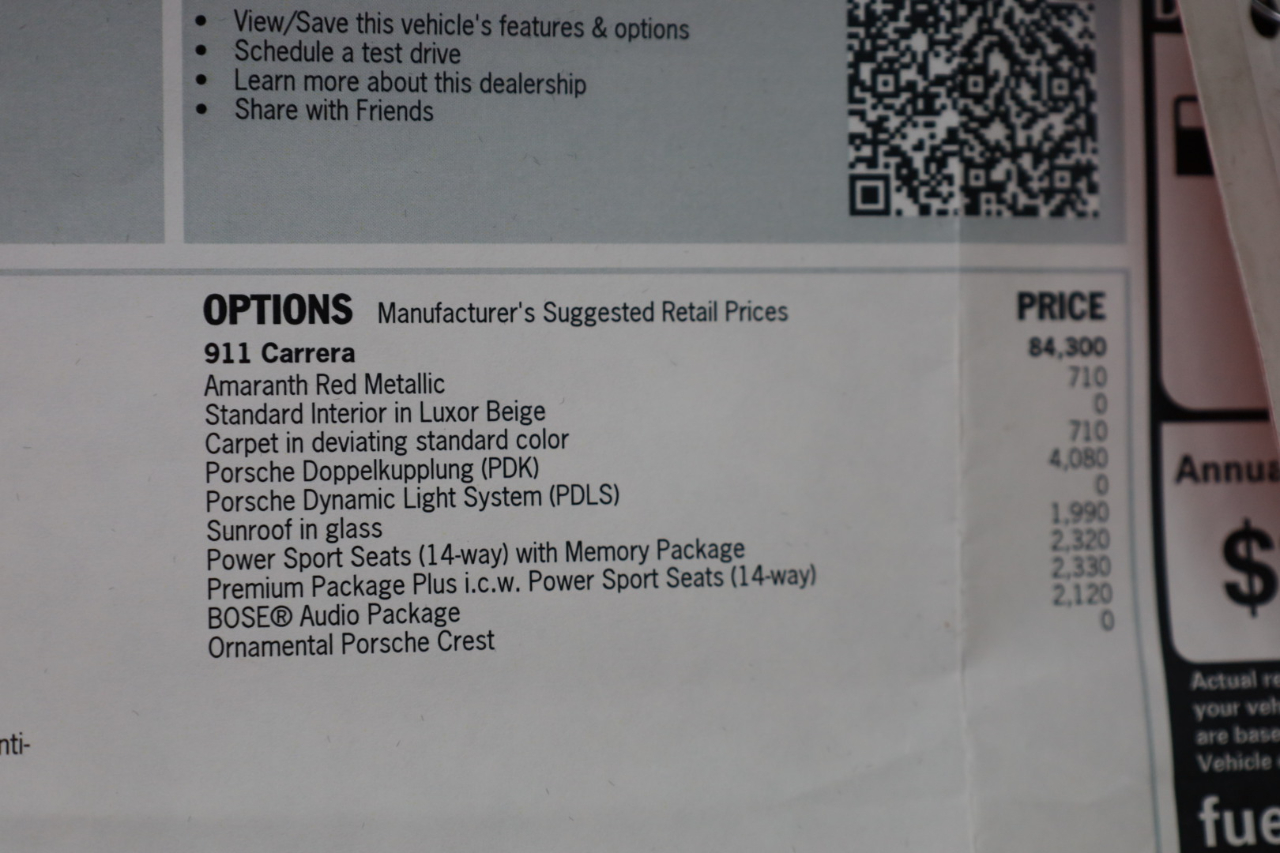 • View/Save this vehicle's features & options
• Schedule a test drive
• Learn more about this dealership
• Share with Friends
OPTIONS Manufacturer's Suggested Retail Prices PRICE
911 Carrera 84,300
Amaranth Red Metallic 710
Standard Interior in Luxor Beige 0
Carpet in deviating standard color 710
Porsche Doppelkupplung (PDK) 4,080
Porsche Dynamic Light System (PDLS) 0
Sunroof in glass 1,990
Power Sport Seats (14-way) with Memory Package 2,320
Premium Package Plus i.c.w. Power Sport Seats (14-way) 2,330
BOSE® Audio Package 2,120
Ornamental Porsche Crest 0
nti-
Annua
$
Actual re
your veh
are base
Vehicle
fue